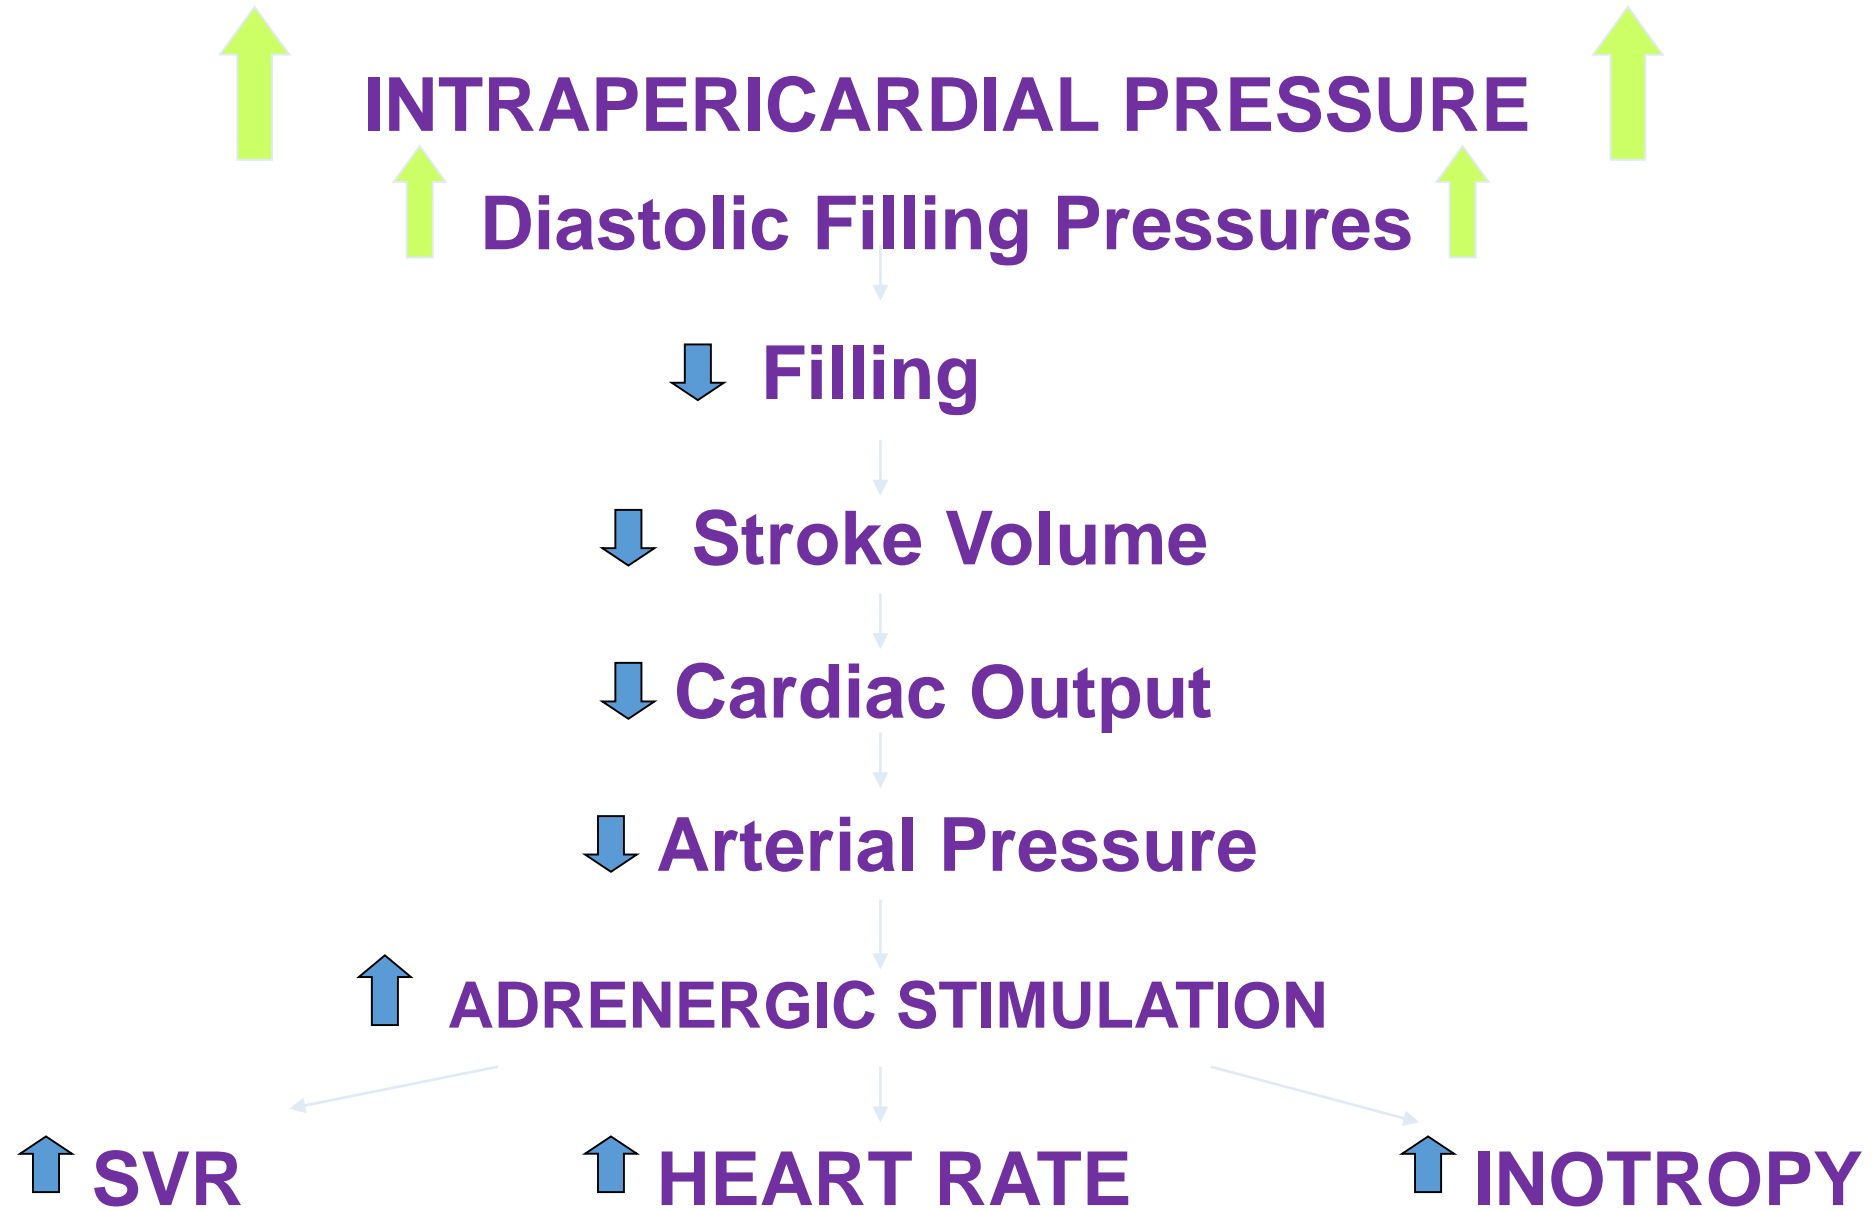 INTRAPERICARDIAL PRESSURE
Diastolic Filling Pressures
Filling
Stroke Volume
Cardiac Output
Arterial Pressure
ADRENERGIC STIMULATION
SVR HEART RATE INOTROPY